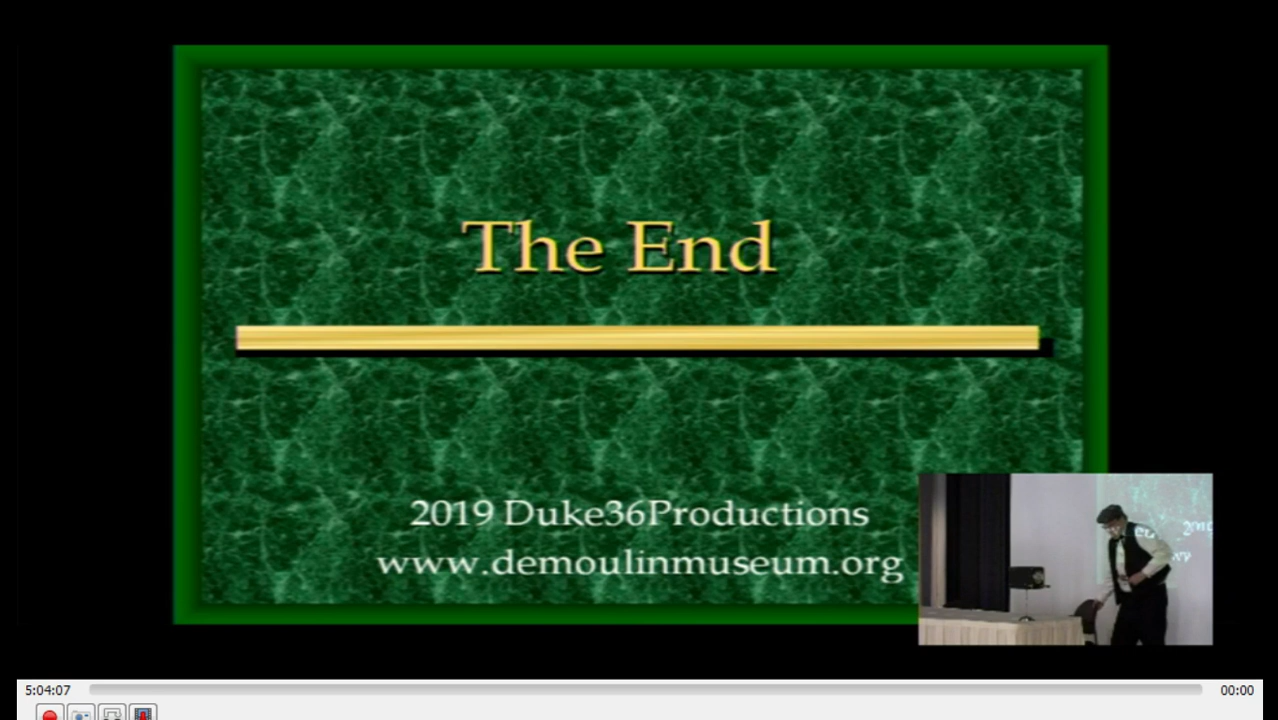 The End
2019 Duke36Productions
www.demoulinmuseum.org
5:04:07
00:00